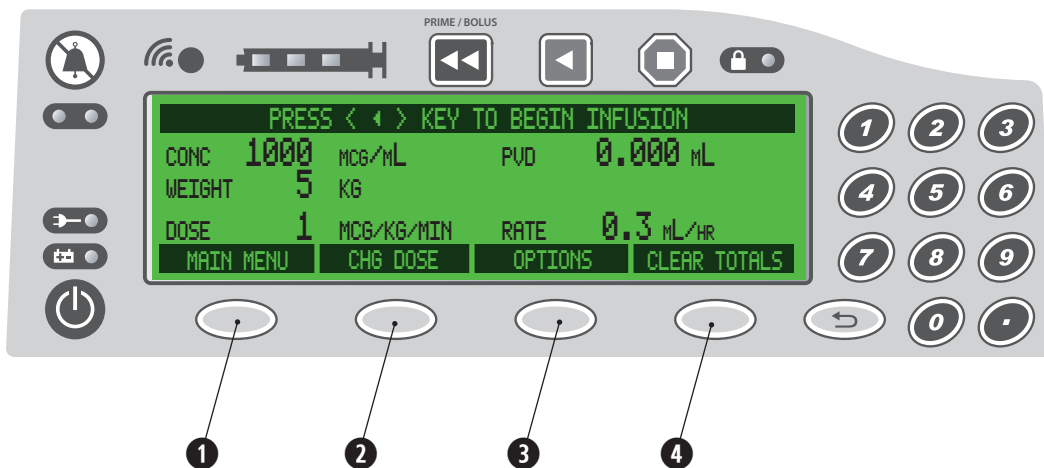 PRIME / BOLUS
PRESS < ◀ > KEY TO BEGIN INFUSION
CONC 1000 MCG/ML PVD 0.000 ML
WEIGHT 5 KG
DOSE 1 MCG/KG/MIN RATE 0.3 ML/HR
MAIN MENU CHG DOSE OPTIONS CLEAR TOTALS
1 2 3
4 5 6
7 8 9
0 .
1 2 3 4